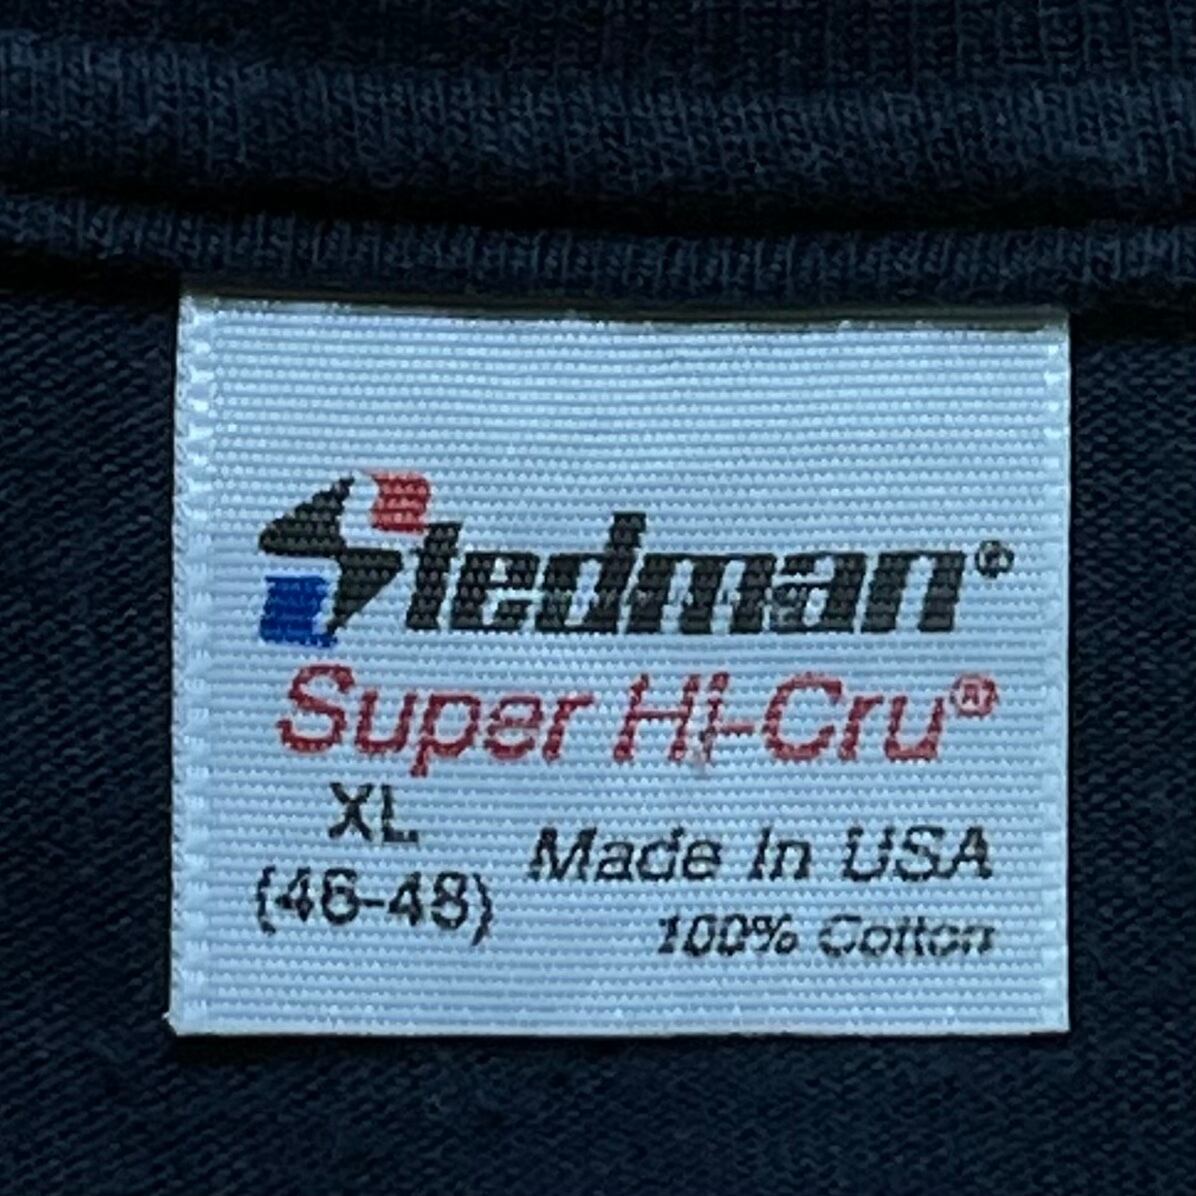 Stedman®
Super Hi-Cru®
XL
(46-48)
Made In USA
100% Cotton